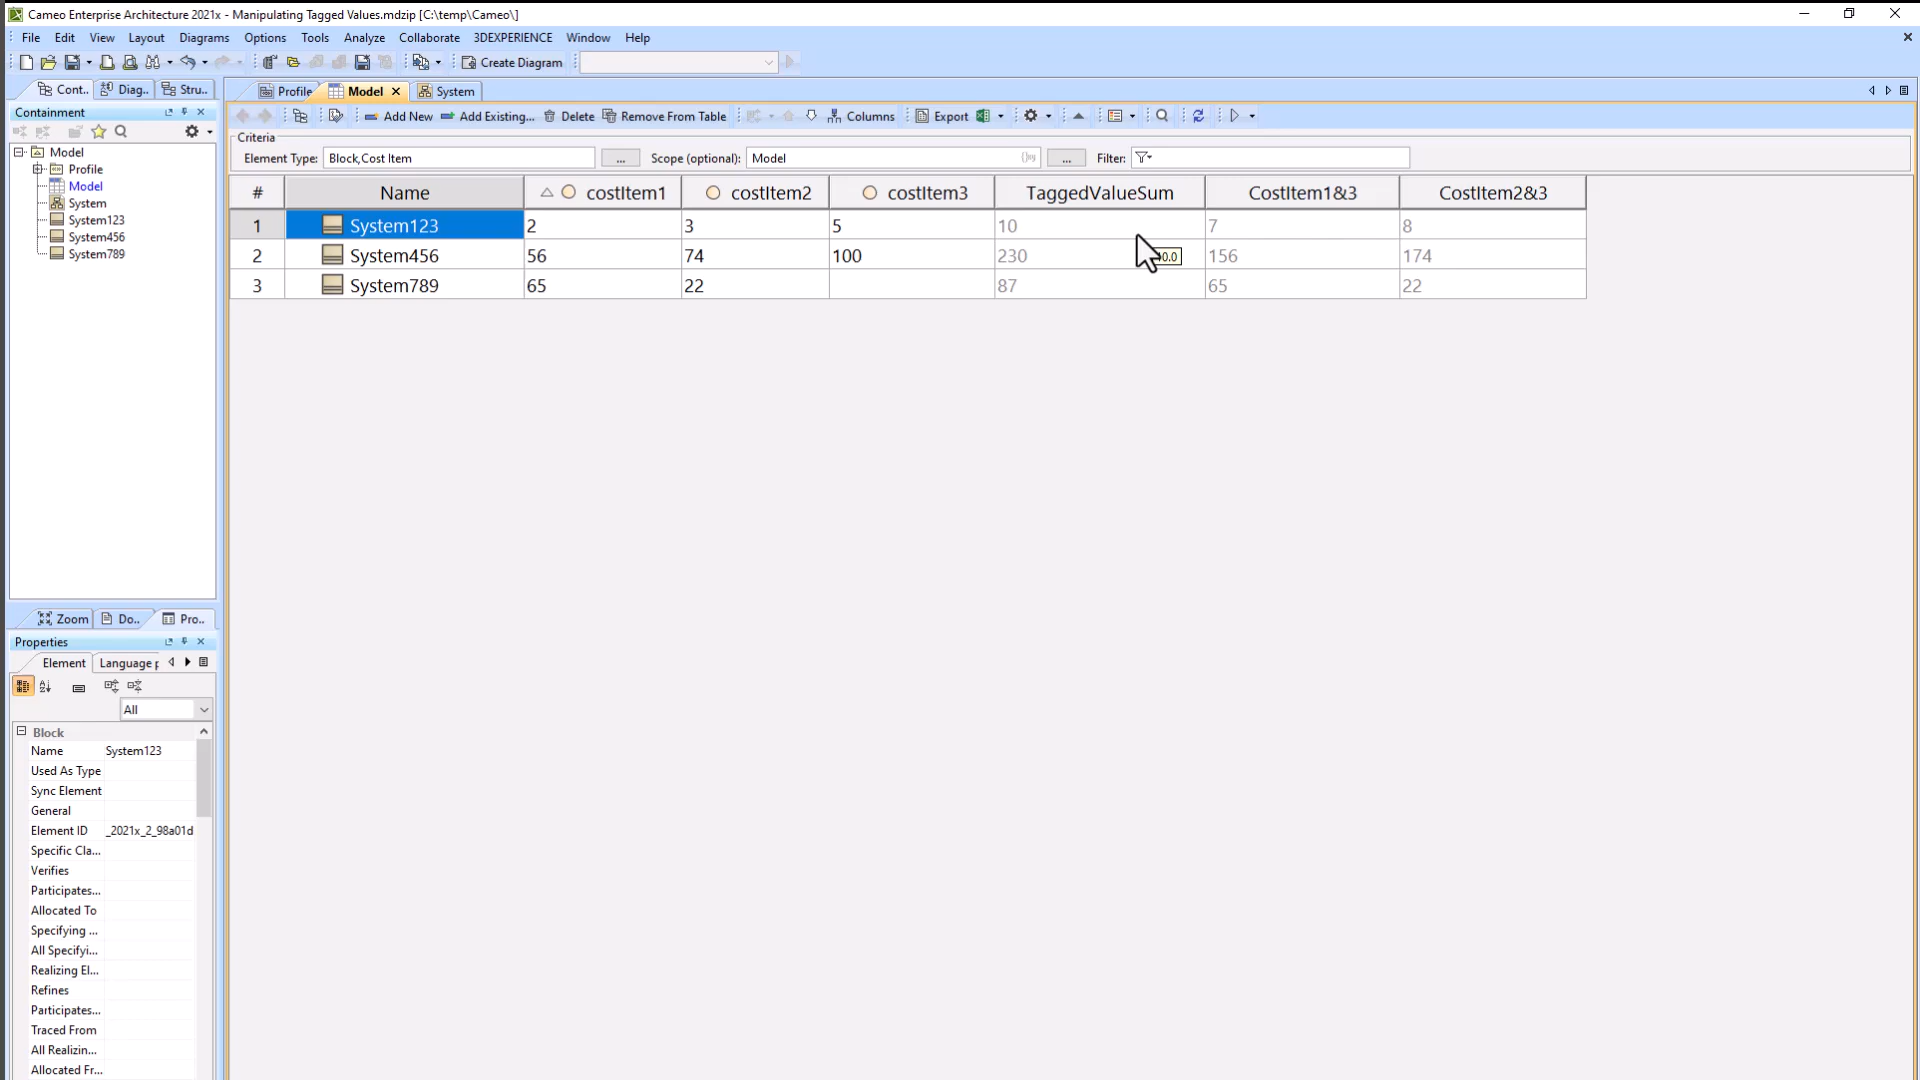 Cameo Enterprise Architecture 2021x - Manipulating Tagged Values.mdzip [C:\temp\Cameo\]
File Edit View Layout Diagrams Options Tools Analyze Collaborate 3DEXPERIENCE Window Help
Create Diagram
Cont.. Diag.. Stru.. Profile Model System
Containment
Add New Add Existing... Delete Remove From Table Columns Export
Criteria
Element Type: Block,Cost Item ... Scope (optional): Model ... Filter:
Model
Profile
Model
System
System123
System456
System789
# Name costItem1 costItem2 costItem3 TaggedValueSum CostItem1&3 CostItem2&3
1 System123 2 3 5 10 7 8
2 System456 56 74 100 230 156 174
3 System789 65 22 87 65 22
Zoom Do.. Pro..
Properties
Element Language
All
Block
Name System123
Used As Type
Sync Element
General
Element ID _2021x_2_98a01d
Specific Cla...
Verifies
Participates...
Allocated To
Specifying ...
All Specifyi...
Realizing El...
Refines
Participates...
Traced From
All Realizin...
Allocated Fr...